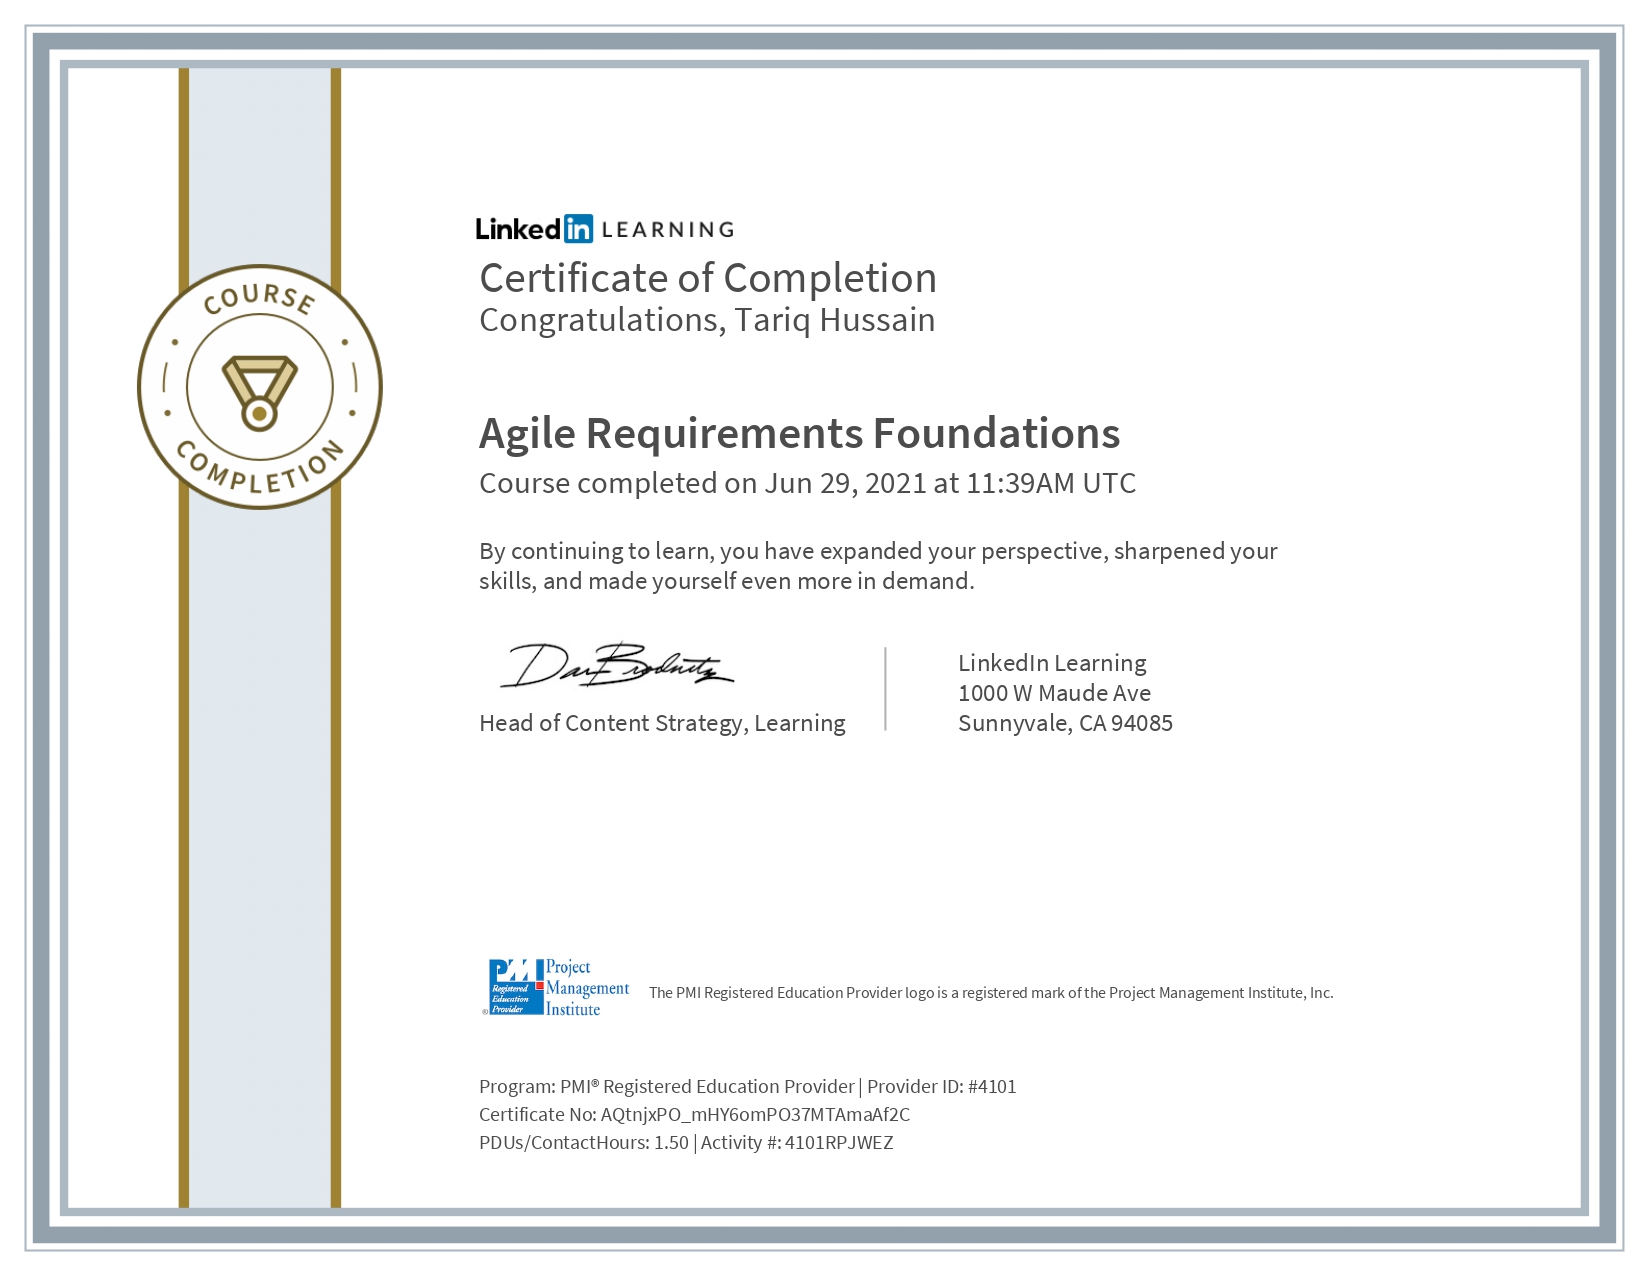 COURSE
COMPLETION
Linked in LEARNING
Certificate of Completion
Congratulations, Tariq Hussain
Agile Requirements Foundations
Course completed on Jun 29, 2021 at 11:39AM UTC
By continuing to learn, you have expanded your perspective, sharpened your
skills, and made yourself even more in demand.
Head of Content Strategy, Learning
LinkedIn Learning
1000 W Maude Ave
Sunnyvale, CA 94085
PMI
Registered
Education
Provider
®
Project
Management
Institute
The PMI Registered Education Provider logo is a registered mark of the Project Management Institute, Inc.
Program: PMI® Registered Education Provider | Provider ID: #4101
Certificate No: AQtnjxPO_mHY6omPO37MTAmaAf2C
PDUs/ContactHours: 1.50 | Activity #: 4101RPJWEZ